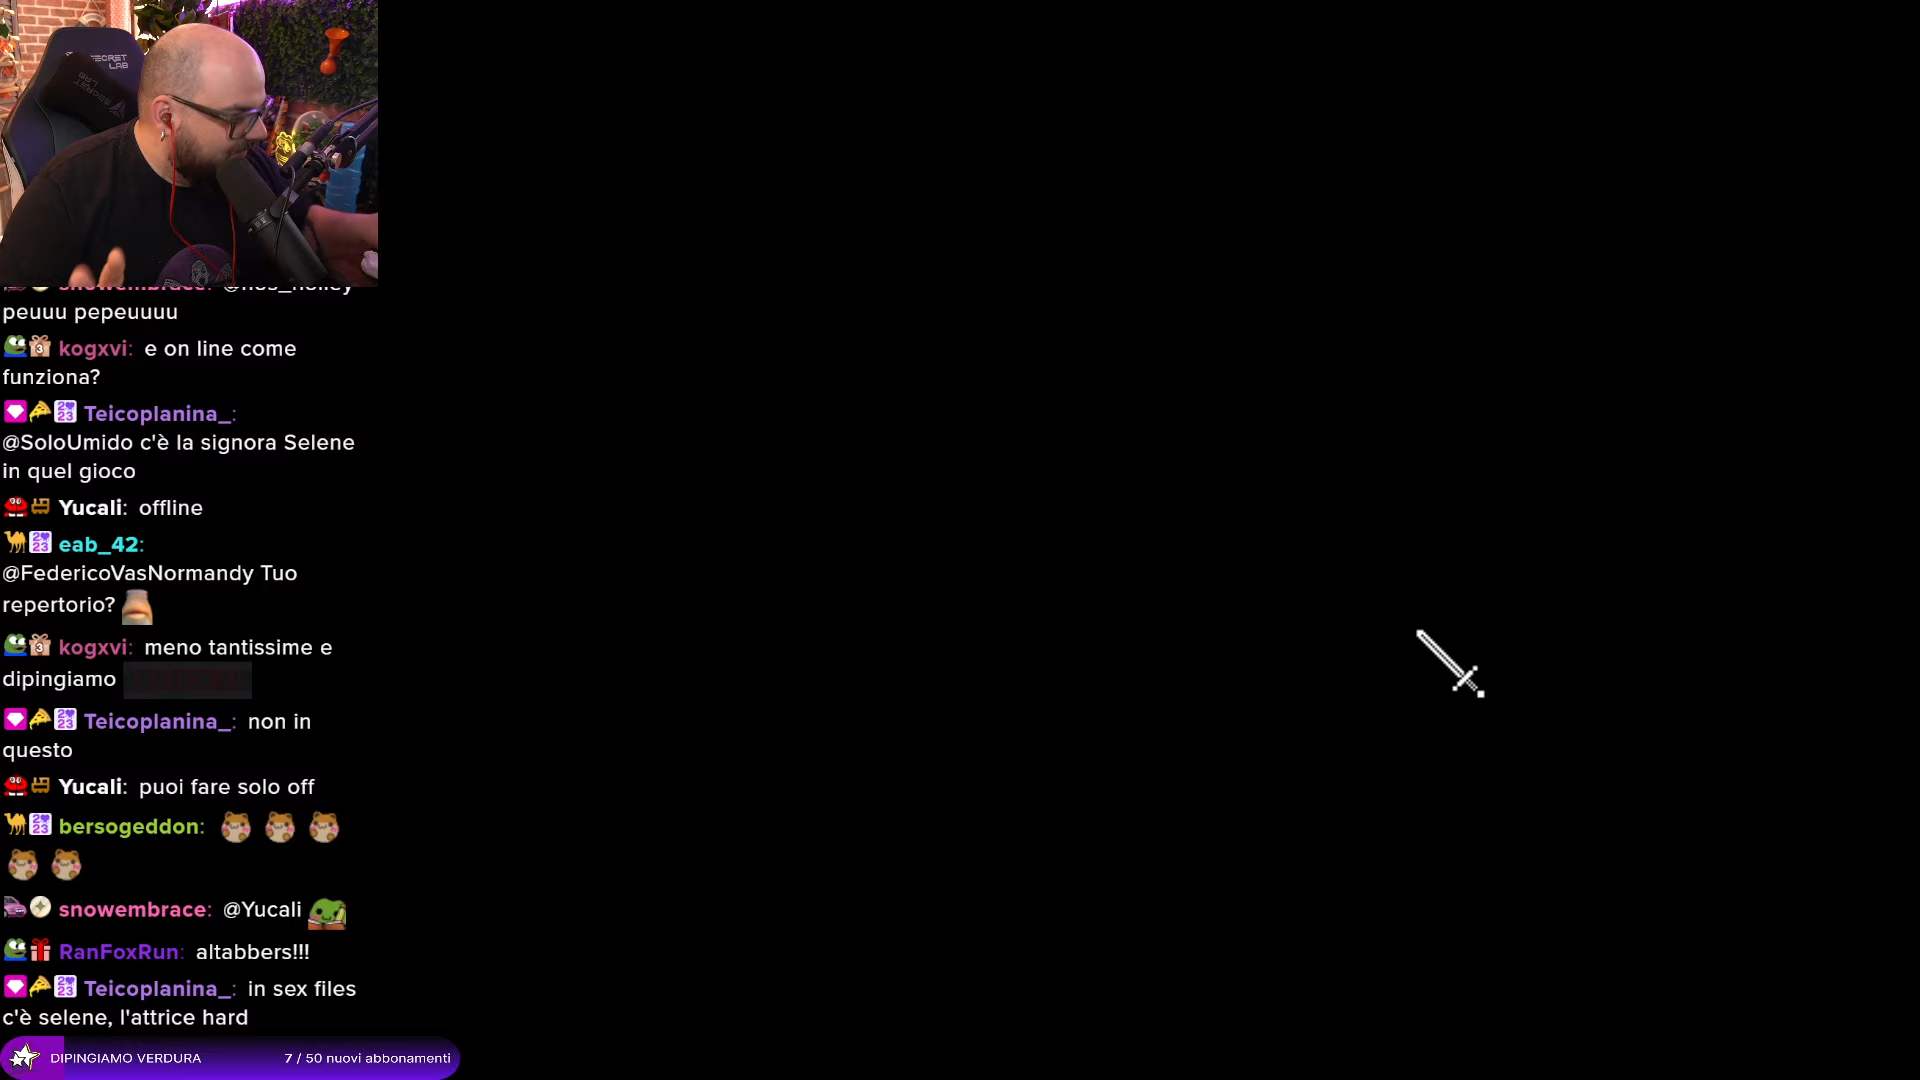 SECRET
LAB
peuuu pepeuuuu
kogxvi: e on line come
funziona?
Teicoplanina_:
@SoloUmido c'è la signora Selene
in quel gioco
Yucali: offline
eab_42:
@FedericoVasNormandy Tuo
repertorio?
kogxvi: meno tantissime e
dipingiamo
Teicoplanina_: non in
questo
Yucali: puoi fare solo off
bersogeddon:
snowembrace: @Yucali
RanFoxRun: altabbers!!!
Teicoplanina_: in sex files
c'è selene, l'attrice hard
DIPINGIAMO VERDURA 7 / 50 nuovi abbonamenti